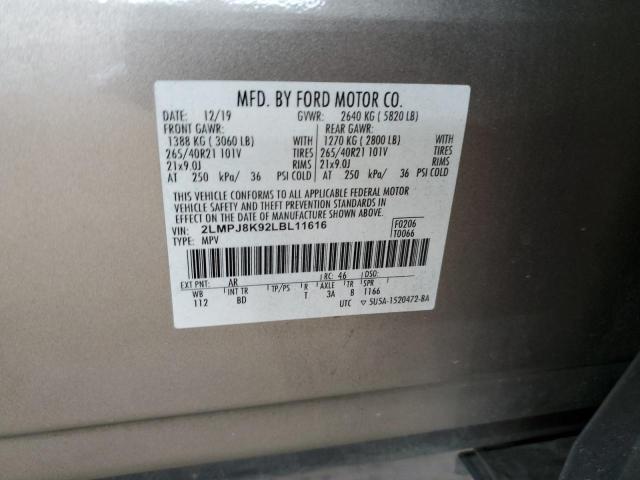 MFD. BY FORD MOTOR CO.
DATE: 12/19 GVWR: 2640 KG ( 5820 LB)
FRONT GAWR: REAR GAWR:
1388 KG ( 3060 LB) WITH 1270 KG ( 2800 LB) WITH
265/40R21 101V TIRES 265/40R21 101V TIRES
21x9.0J RIMS 21x9.0J RIMS
AT 250 kPa/ 36 PSI COLD AT 250 kPa/ 36 PSI COLD
THIS VEHICLE CONFORMS TO ALL APPLICABLE FEDERAL MOTOR
VEHICLE SAFETY AND THEFT PREVENTION STANDARDS
IN EFFECT ON THE DATE OF MANUFACTURE SHOWN ABOVE.
VIN: 2LMPJ8K92LBL11616 F0206
TYPE: MPV T0066
EXT PNT: AR RC: 46 DSO:
WB INT TR TP/PS R AXLE TR SPR
112 BD T 3A B 1166
UTC ▽ 5U5A-1520472-BA